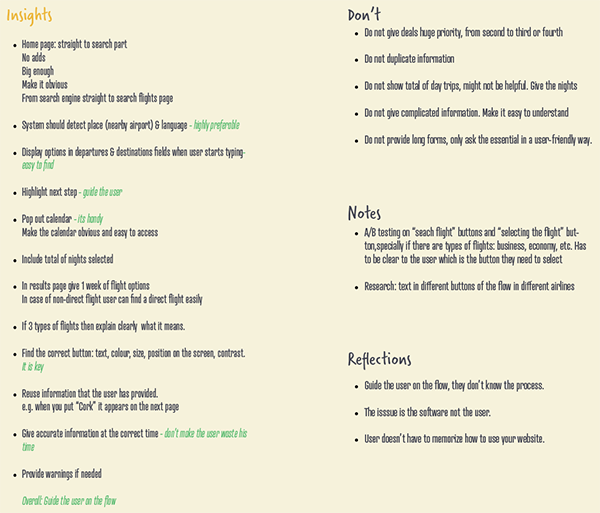 Insights
Home page: straight to search part
No adds
Big enough
Make it obvious
From search engine straight to search flights page
System should detect place (nearby airport) & language - highly preferable
Display options in departures & destinations fields when user starts typing-
easy to find
Highlight next step - guide the user
Pop out calendar - its handy
Make the calendar obvious and easy to access
Include total of nights selected
In results page give 1 week of flight options
In case of non-direct flight user can find a direct flight easily
If 3 types of flights then explain clearly what it means.
Find the correct button: text, colour, size, position on the screen, contrast.
It is key
Reuse information that the user has provided.
e.g. when you put "Cork" it appears on the next page
Give accurate information at the correct time - don't make the user waste his
time
Provide warnings if needed
Overall: Guide the user on the flow
Don't
Do not give deals huge priority, from second to third or fourth
Do not duplicate information
Do not show total of day trips, might not be helpful. Give the nights
Do not give complicated information. Make it easy to understand
Do not provide long forms, only ask the essential in a user-friendly way.
Notes
A/B testing on "seach flight" buttons and "selecting the flight" but-
ton,specially if there are types of flights: business, economy, etc. Has
to be clear to the user which is the button they need to select
Research: text in different buttons of the flow in different airlines
Reflections
Guide the user on the flow, they don't know the process.
The isssue is the software not the user.
User doesn't have to memorize how to use your website.